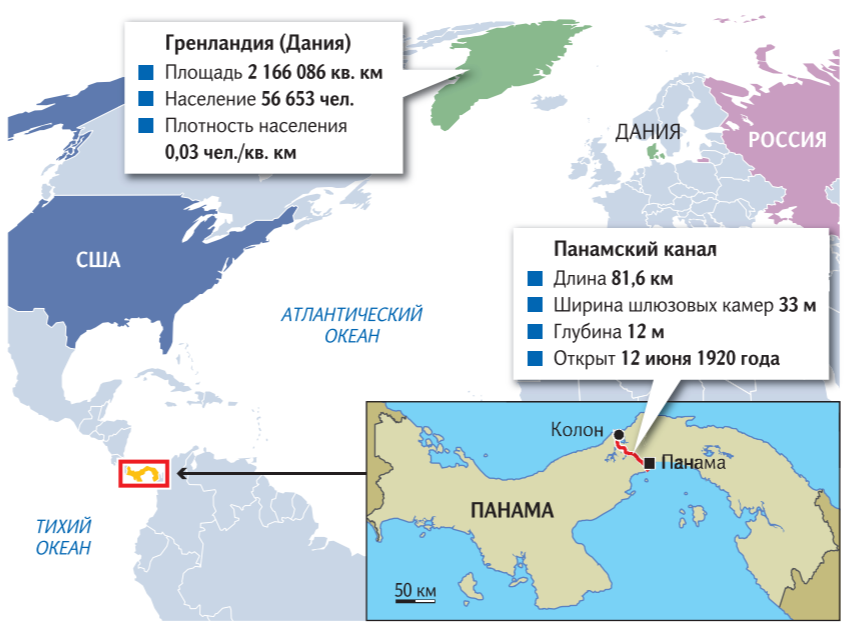 Гренландия (Дания)
Площадь 2 166 086 кв. км
Население 56 653 чел.
Плотность населения
0,03 чел./кв. км
ДАНИЯ
РОССИЯ
США
АТЛАНТИЧЕСКИЙ
ОКЕАН
Панамский канал
Длина 81,6 км
Ширина шлюзовых камер 33 м
Глубина 12 м
Открыт 12 июня 1920 года
Колон
Панама
ПАНАМА
ТИХИЙ
ОКЕАН
50 км